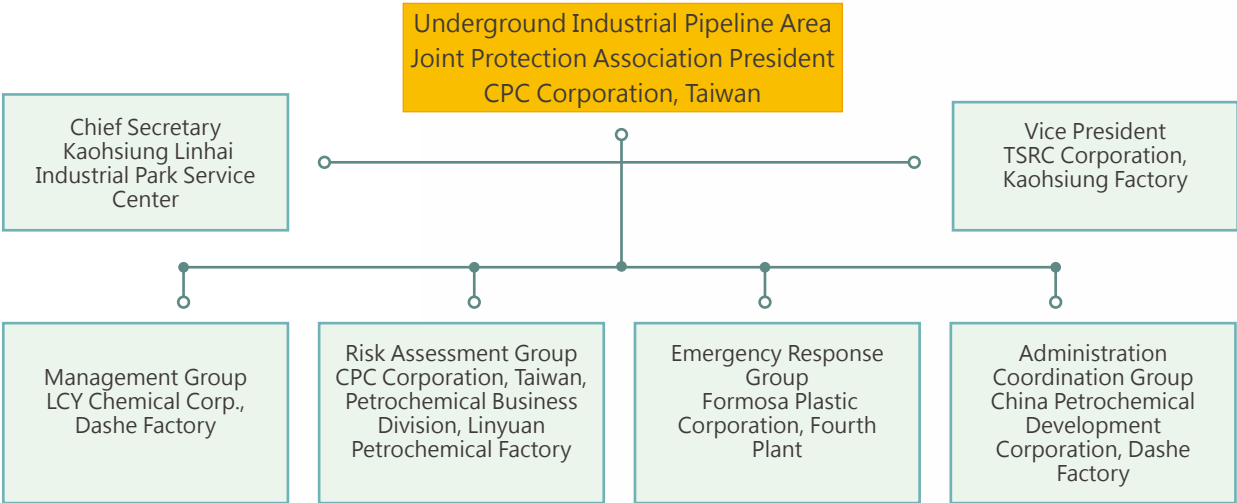 Underground Industrial Pipeline Area
Joint Protection Association President
CPC Corporation, Taiwan
Chief Secretary
Kaohsiung Linhai
Industrial Park Service
Center
Vice President
TSRC Corporation,
Kaohsiung Factory
Management Group
LCY Chemical Corp.,
Dashe Factory
Risk Assessment Group
CPC Corporation, Taiwan,
Petrochemical Business
Division, Linyuan
Petrochemical Factory
Emergency Response
Group
Formosa Plastic
Corporation, Fourth
Plant
Administration
Coordination Group
China Petrochemical
Development
Corporation, Dashe
Factory